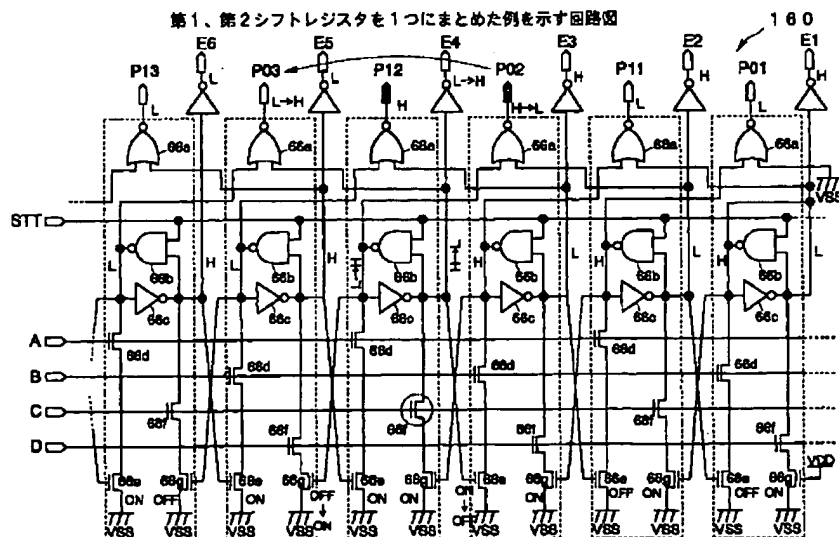 第1、第2シフトレジスタを1つにまとめた例を示す回路図
160
E6 E5 E4 E3 E2 E1
P13 P03 P12 P02 P11 P01
L L L→H H H H
L L→H H H→L L L
66a 66a 66a 66a 66a 66a
VSS
STT
66b 66b 66b 66b 66b 66b
L H L H L→H H→L H L H L
66c 66c 66c 66c 66c 66c
A
66d 66d 66d
B
66d 66d 66d
C
66f 66f 66f
D
66f 66f 66f
VDD
66e 66g 66e 66g 66e 66g 66e 66g 66e 66g 66e 66g
ON OFF ON OFF→ON ON ON ON→OFF ON OFF ON OFF ON
VSS VSS VSS VSS VSS VSS VSS VSS VSS VSS VSS VSS